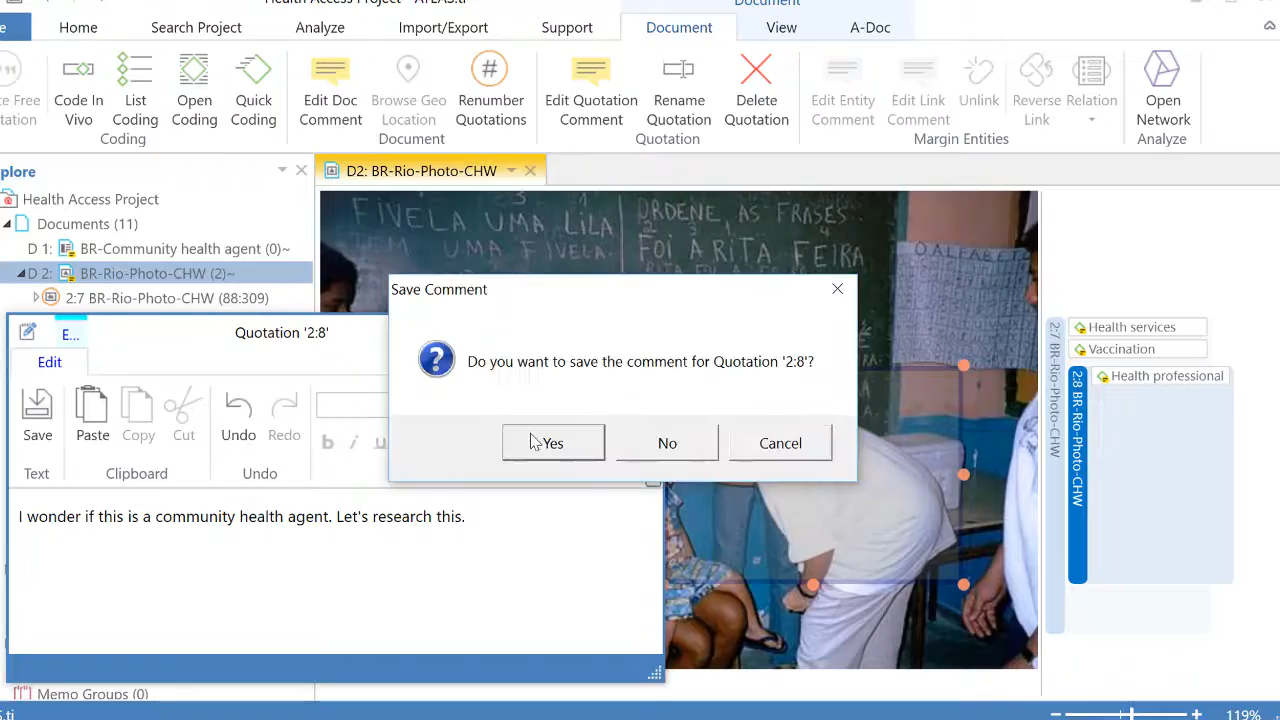 Health Access Project - ATLAS.ti
Document
Home Search Project Analyze Import/Export Support Document View A-Doc
Code In Vivo
List Coding
Open Coding
Quick Coding
Edit Doc Comment
Browse Geo Location
Renumber Quotations
Edit Quotation Comment
Rename Quotation
Delete Quotation
Edit Entity Comment
Edit Link Comment
Unlink
Reverse Link
Relation
Open Network
Coding
Document
Quotation
Margin Entities
Analyze
D2: BR-Rio-Photo-CHW
Health Access Project
Documents (11)
D 1: BR-Community health agent (0)~
D 2: BR-Rio-Photo-CHW (2)~
2:7 BR-Rio-Photo-CHW (88:309)
FIVELA UMA LILA
UMA FIVELA.
ORDENE AS FRASES.
FOI A RITA FEIRA
Save Comment
Do you want to save the comment for Quotation '2:8'?
Yes No Cancel
E... Quotation '2:8'
Edit
Save Paste Copy Cut Undo Redo b i u
Text Clipboard Undo
I wonder if this is a community health agent. Let's research this.
2:7 BR-Rio-Photo-CHW
2:8 BR-Rio-Photo-CHW
Health services
Vaccination
Health professional
Memo Groups (0)
119%